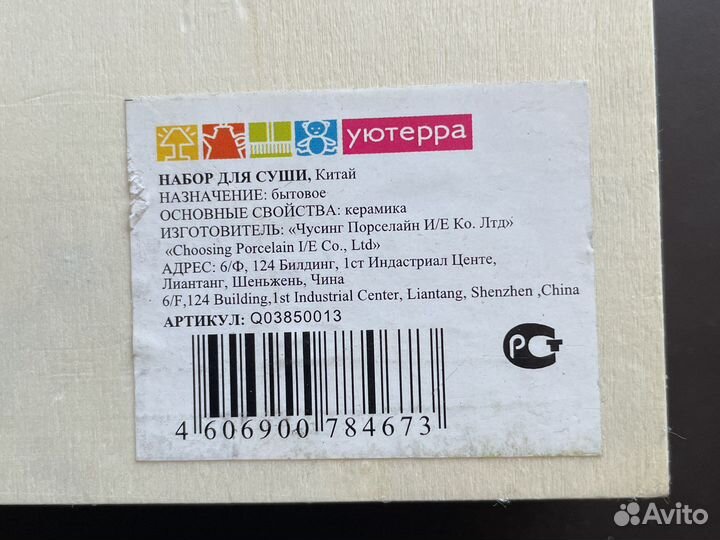 уютерра
НАБОР ДЛЯ СУШИ, Китай
НАЗНАЧЕНИЕ: бытовое
ОСНОВНЫЕ СВОЙСТВА: керамика
ИЗГОТОВИТЕЛЬ: «Чусинг Порселайн И/Е Ко. Лтд»
«Choosing Porcelain I/E Co., Ltd»
АДРЕС: 6/Ф, 124 Билдинг, 1ст Индастриал Центе,
Лиантанг, Шеньжень, Чина
6/F,124 Building,1st Industrial Center, Liantang, Shenzhen ,China
АРТИКУЛ: Q03850013
РСТ
4 606900 784673
Avito